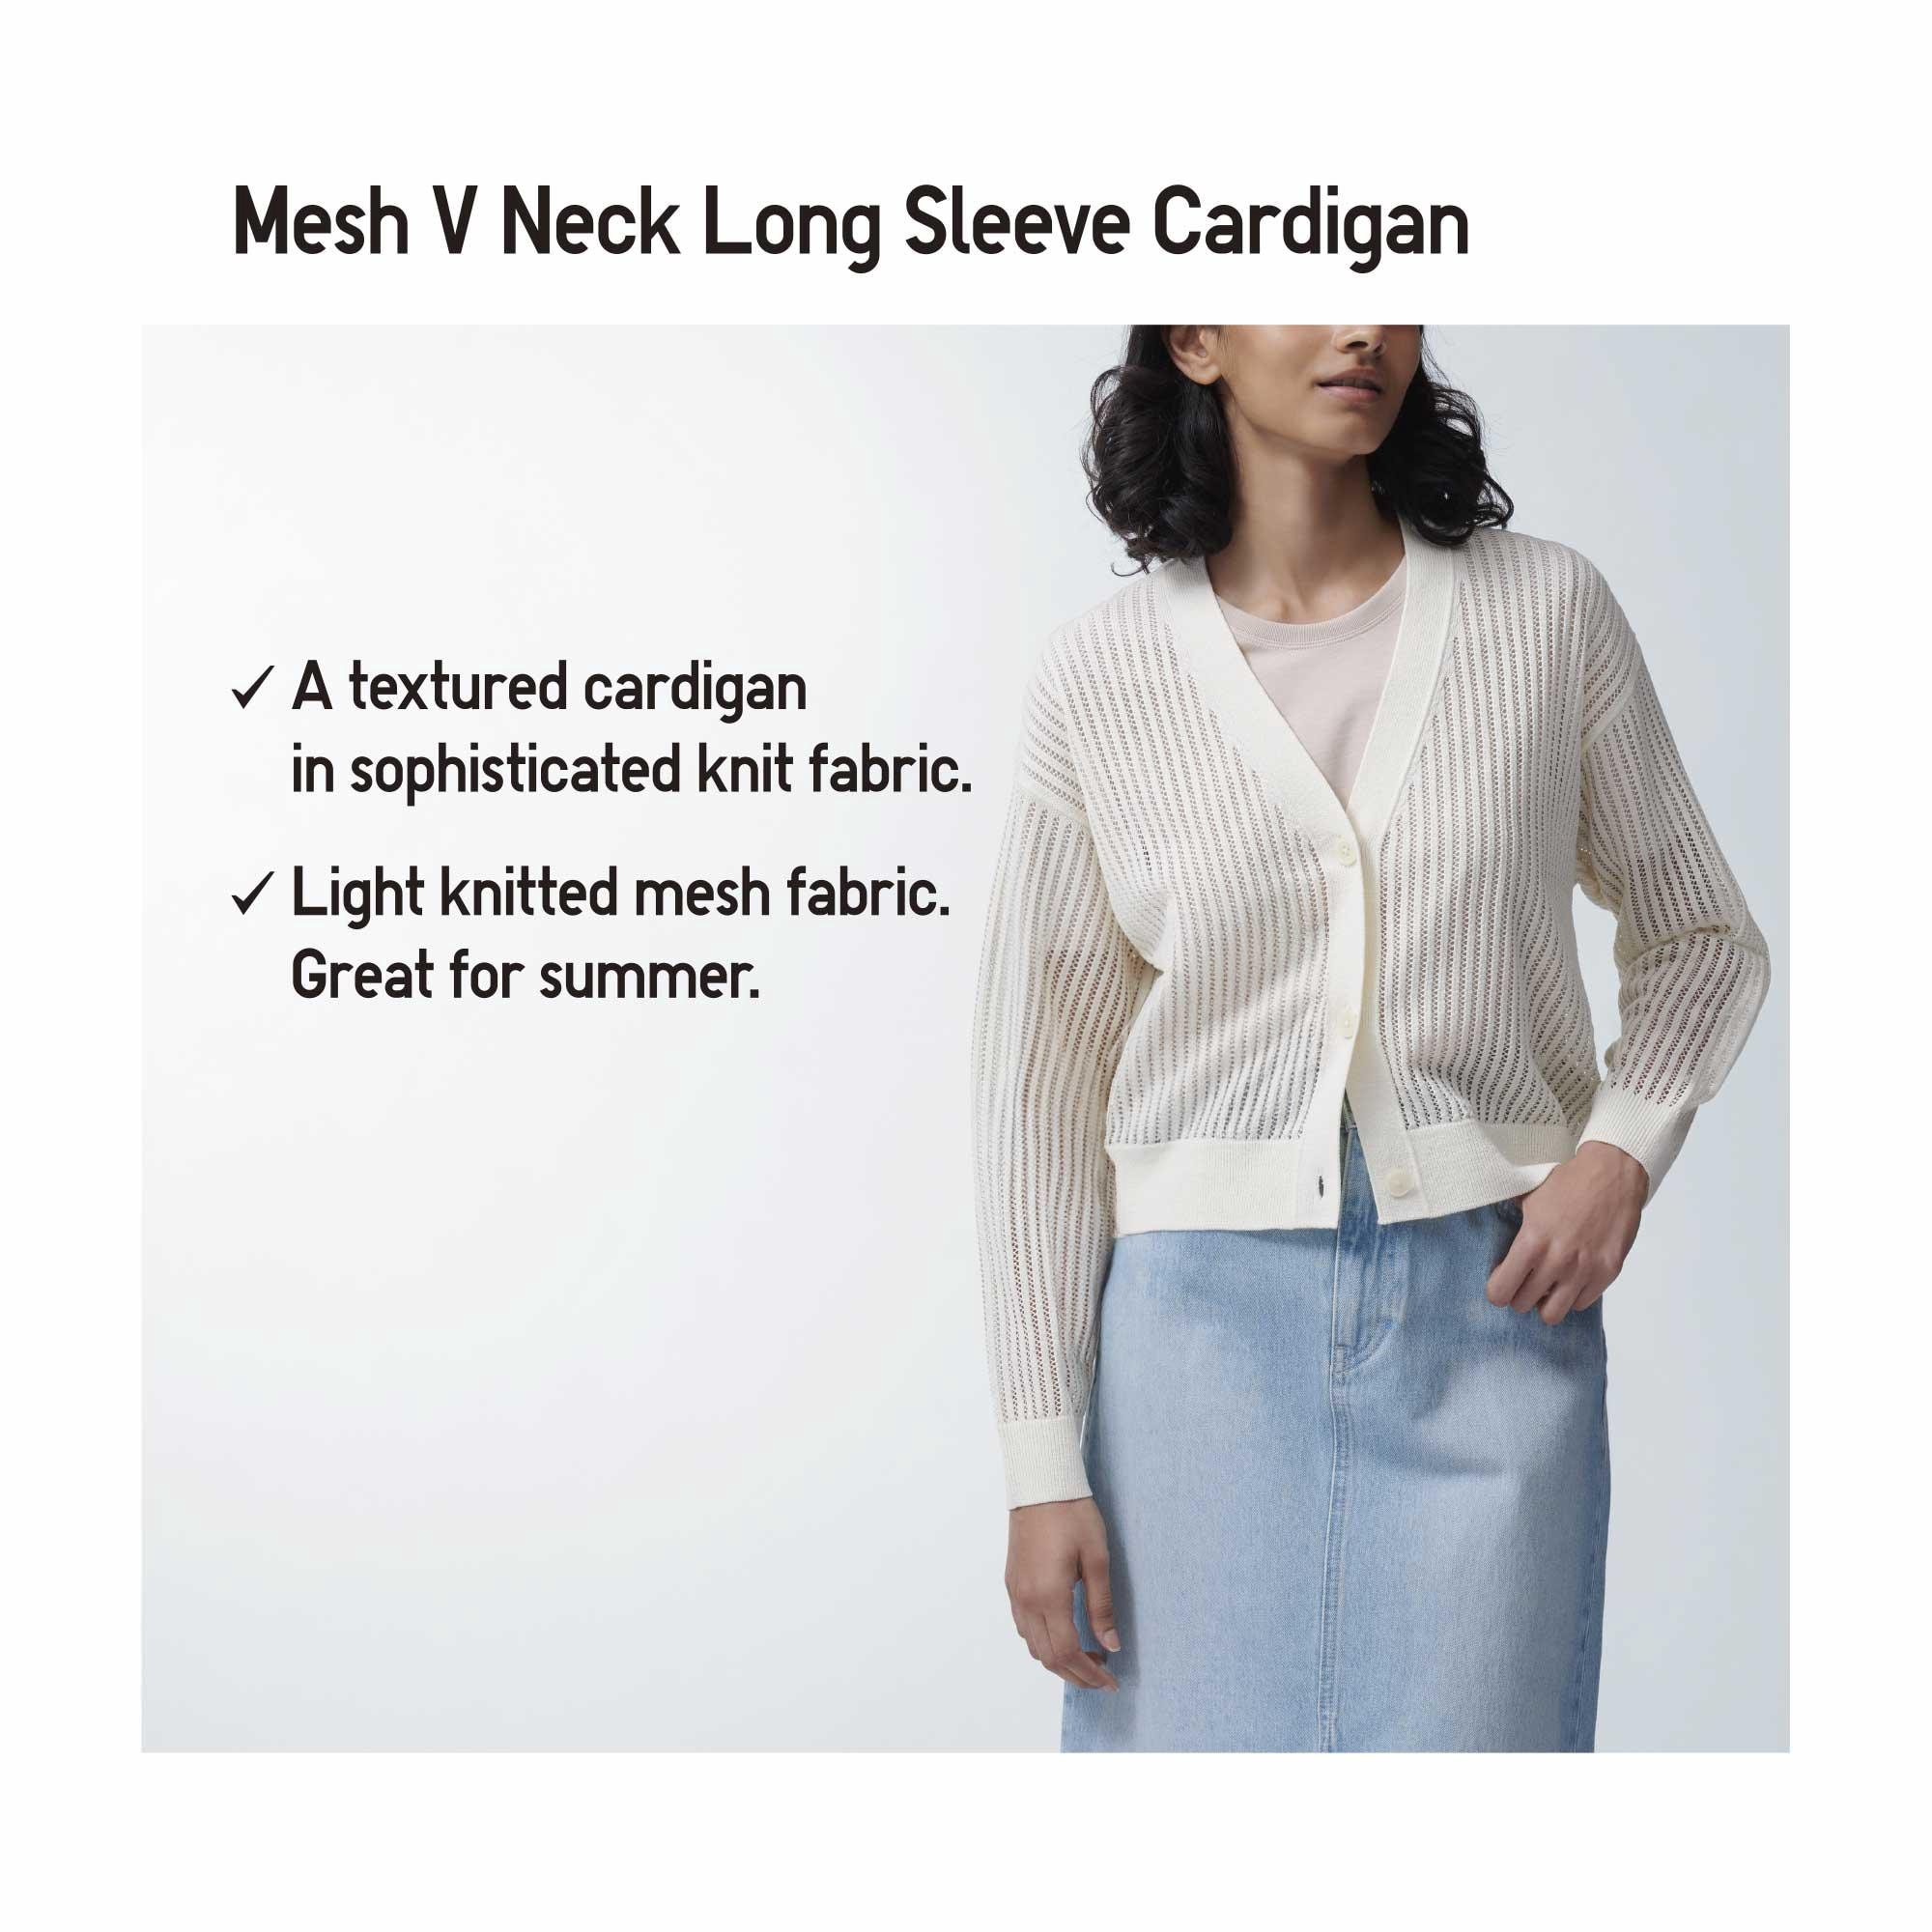 Mesh V Neck Long Sleeve Cardigan
✓ A textured cardigan
in sophisticated knit fabric.
✓ Light knitted mesh fabric.
Great for summer.